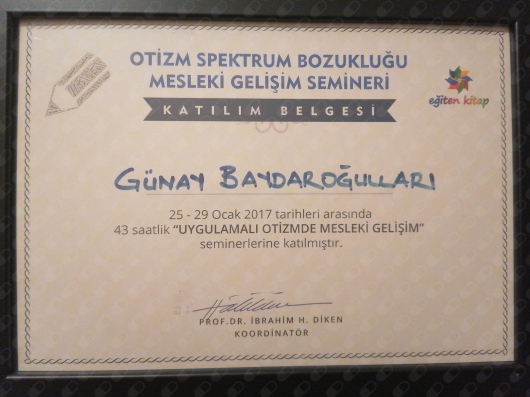 OTİZM SPEKTRUM BOZUKLUĞU
MESLEKİ GELİŞİM SEMİNERİ
KATILIM BELGESİ
eğiten kitap
GÜNAY BAYDAROĞULLARI
25 - 29 Ocak 2017 tarihleri arasında
43 saatlik “UYGULAMALI OTİZMDE MESLEKİ GELİŞİM”
seminerlerine katılmıştır.
PROF.DR. İBRAHİM H. DİKEN
KOORDİNATÖR